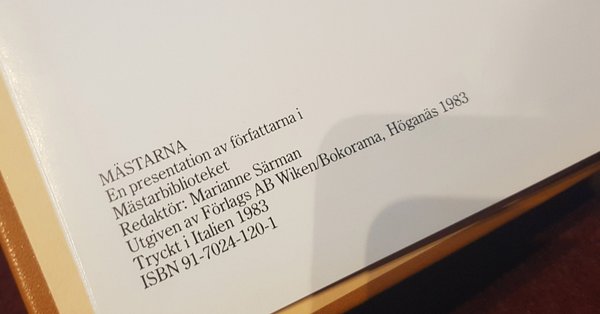 MÄSTARNA
En presentation av författarna i
Mästarbiblioteket
Redaktör: Marianne Särman
Utgiven av Förlags AB Wiken/Bokorama, Höganäs 1983
Tryckt i Italien 1983
ISBN 91-7024-120-1